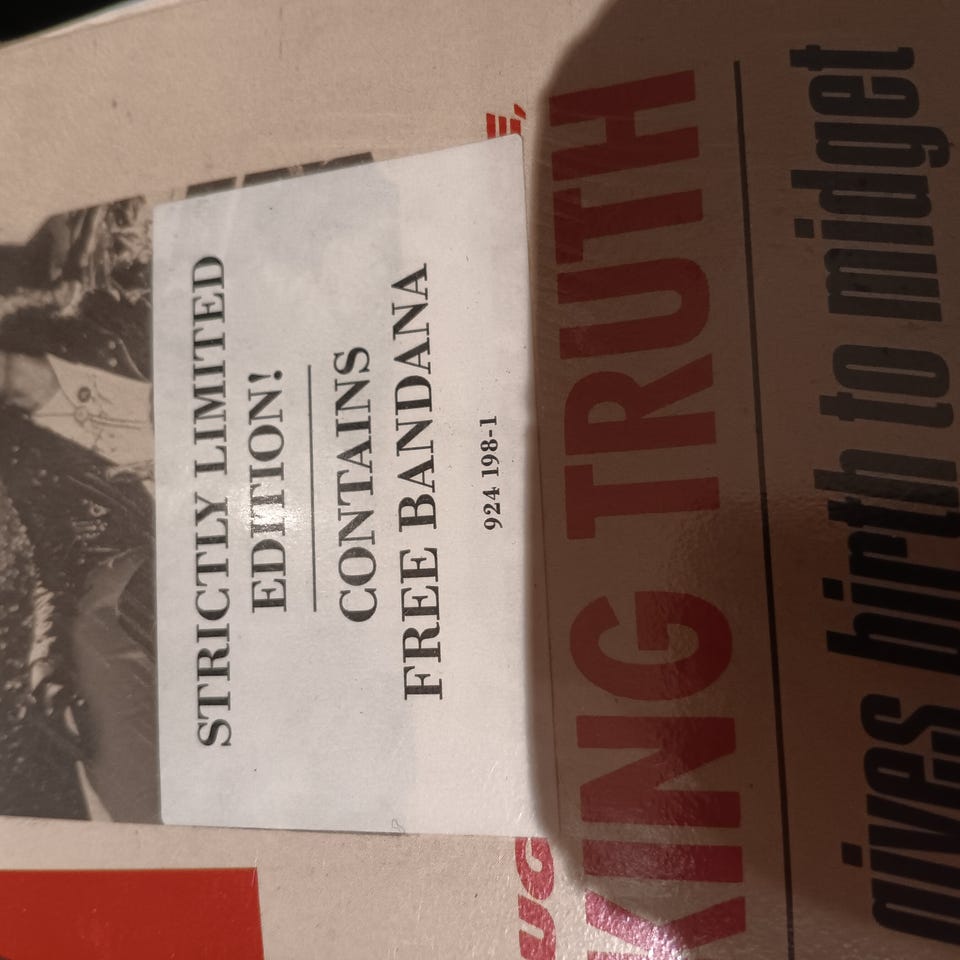 STRICTLY LIMITED
EDITION!
CONTAINS
FREE BANDANA
924 198-1
KING TRUTH
gives birth to midget